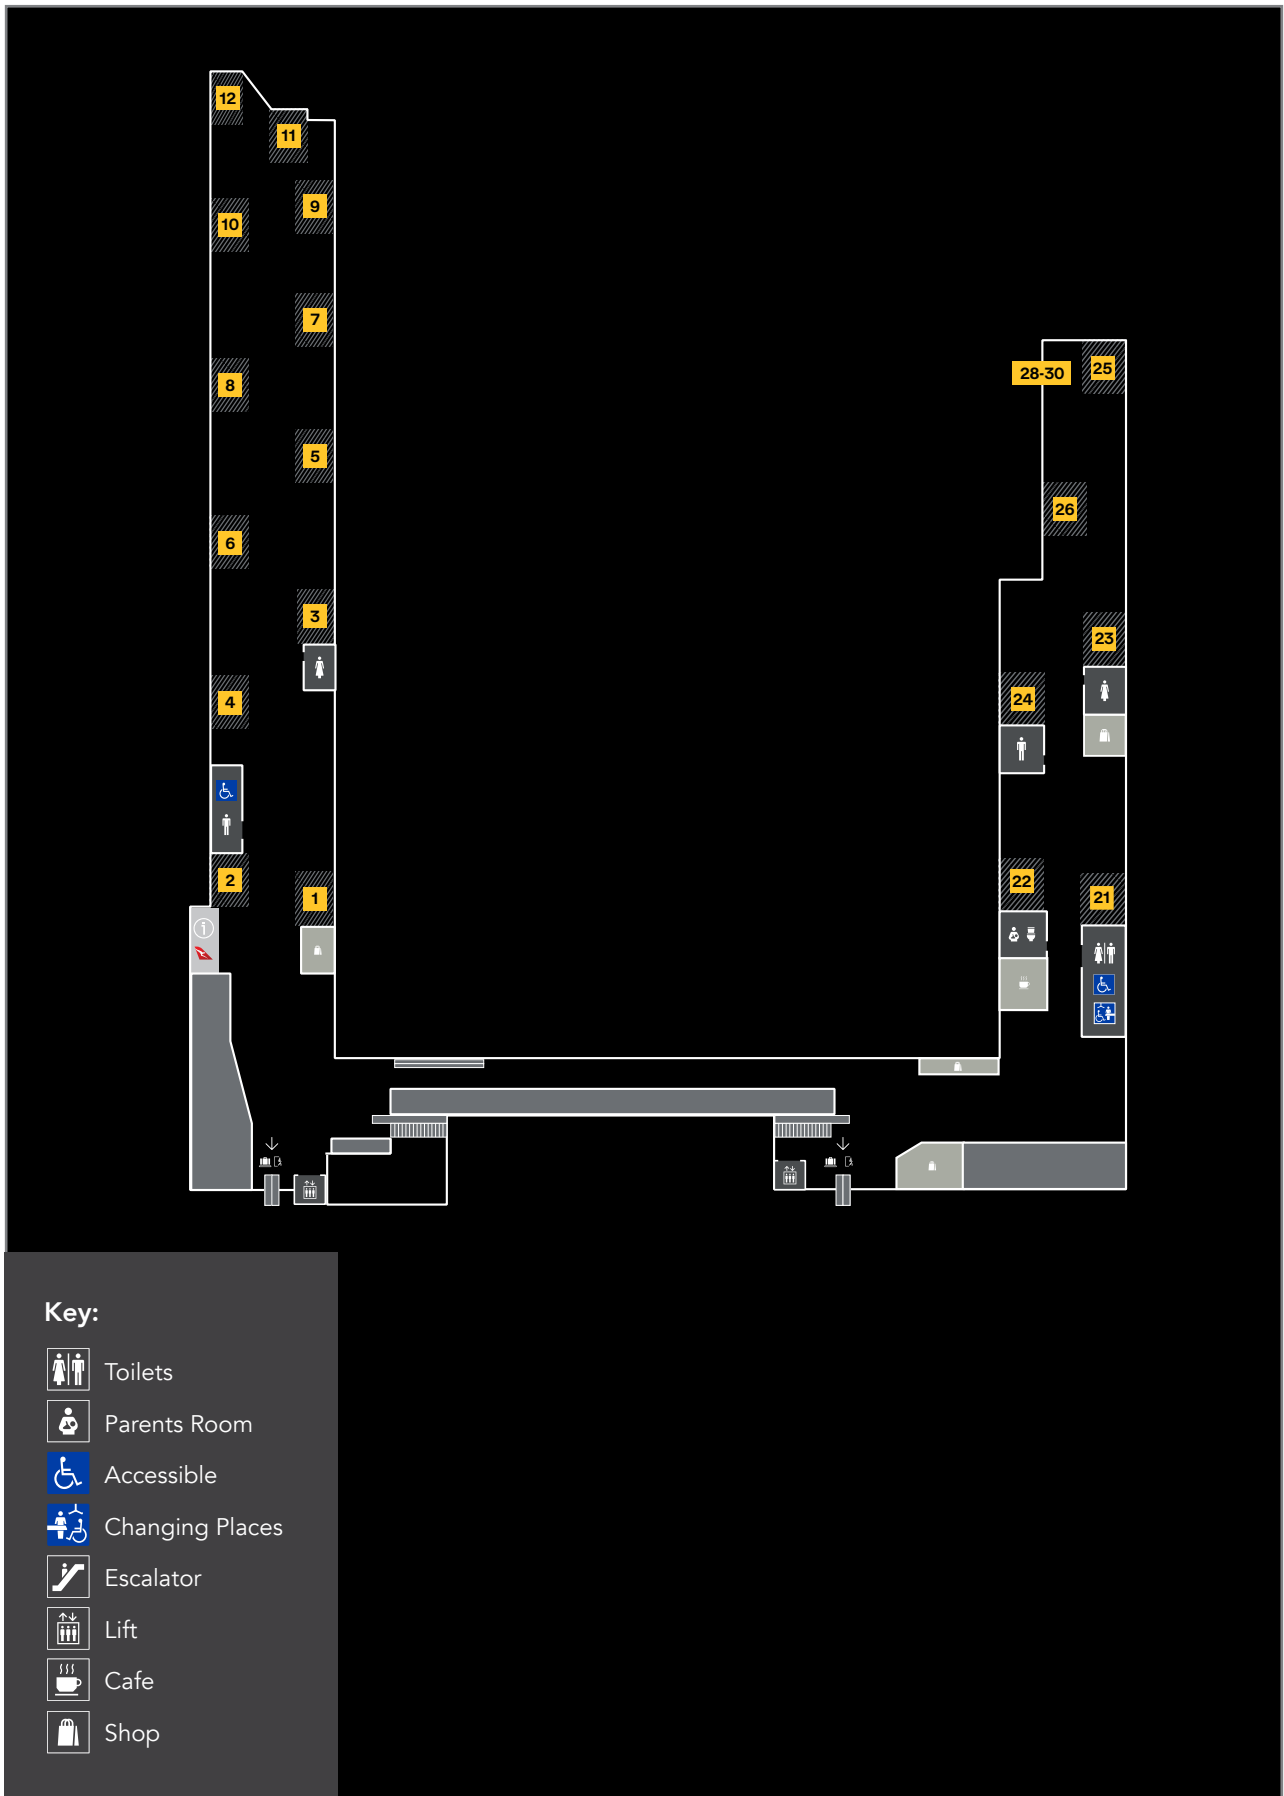 12
11
9
10
7
8
5
6
3
4
2
1
28-30
25
26
23
24
22
21
i
Key:
Toilets
Parents Room
Accessible
Changing Places
Escalator
Lift
Cafe
Shop